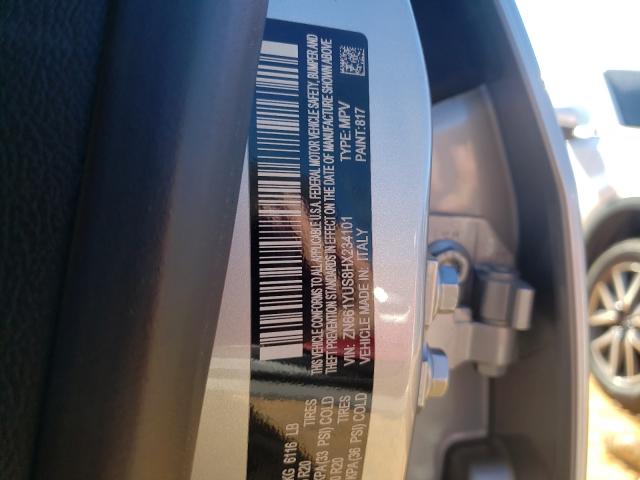 KG 6116 LB
TIRES
R20
KPA(33 PSI) COLD
TIRES
R20
KPA(36 PSI) COLD
THIS VEHICLE CONFORMS TO ALL APPLICABLE U.S.A. FEDERAL MOTOR VEHICLE SAFETY, BUMPER,AND
THEFT PREVENTION STANDARDS IN EFFECT ON THE DATE OF MANUFACTURE SHOWN ABOVE
VIN: ZN661YUS8HX234101
TYPE:MPV
VEHICLE MADE IN: ITALY
PAINT:817